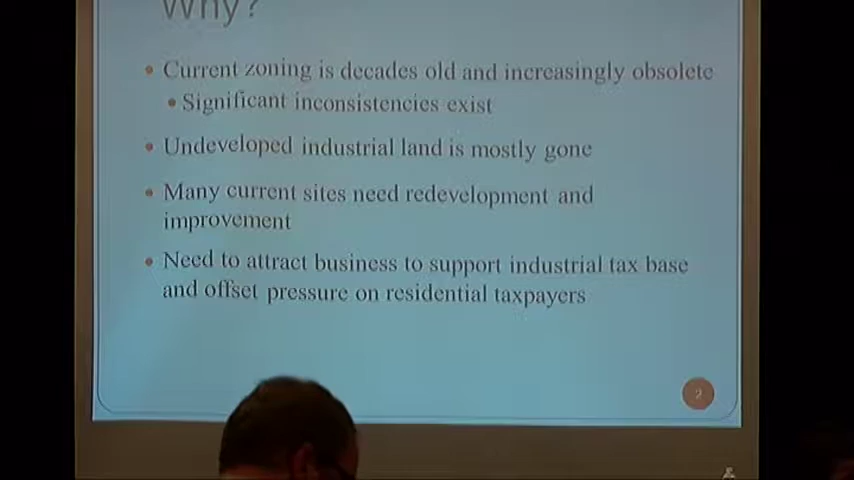 Why?
• Current zoning is decades old and increasingly obsolete
• Significant inconsistencies exist
• Undeveloped industrial land is mostly gone
• Many current sites need redevelopment and
improvement
• Need to attract business to support industrial tax base
and offset pressure on residential taxpayers
2